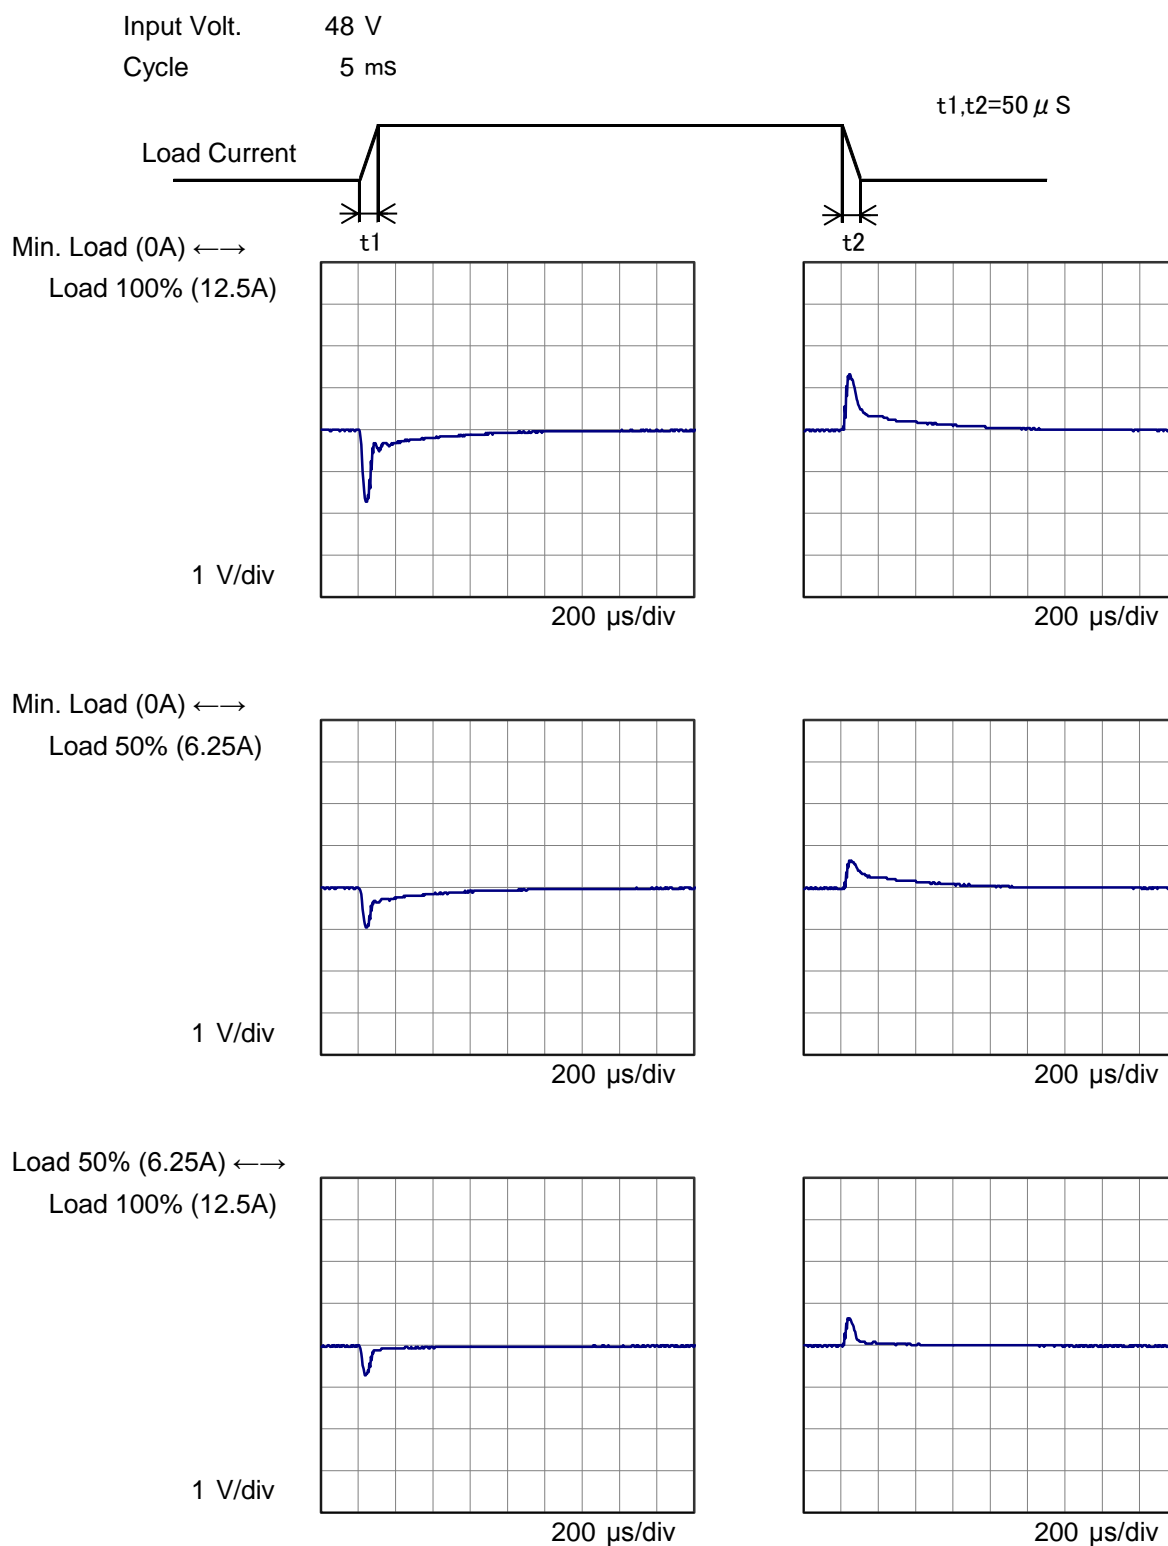 Input Volt. 48 V
Cycle 5 ms
t1,t2=50 μ S
Load Current
t1 t2
Min. Load (0A) ←→
Load 100% (12.5A)
1 V/div
200 µs/div 200 µs/div
Min. Load (0A) ←→
Load 50% (6.25A)
1 V/div
200 µs/div 200 µs/div
Load 50% (6.25A) ←→
Load 100% (12.5A)
1 V/div
200 µs/div 200 µs/div